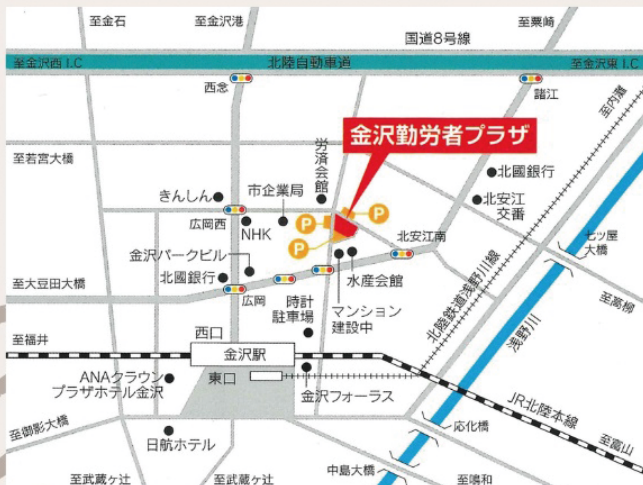 至金石
至金沢港
至粟崎
国道8号線
至金沢西 I.C
北陸自動車道
至金沢東 I.C
西念
諸江
至内灘
金沢勤労者プラザ
労済会館
至若宮大橋
北國銀行
きんしん
市企業局
P
P
北安江
交番
広岡西
NHK
P
北安江南
七ツ屋
大橋
金沢パークビル
水産会館
北國銀行
至大豆田大橋
広岡
時計
駐車場
マンション
建設中
北陸鉄道浅野川線
至高柳
浅野川
至福井
西口
金沢駅
ANAクラウン
プラザホテル金沢
東口
金沢フォーラス
JR北陸本線
至御影大橋
日航ホテル
応化橋
至富山
中島大橋
至武蔵ヶ辻
至武蔵ケ辻
至鳴和